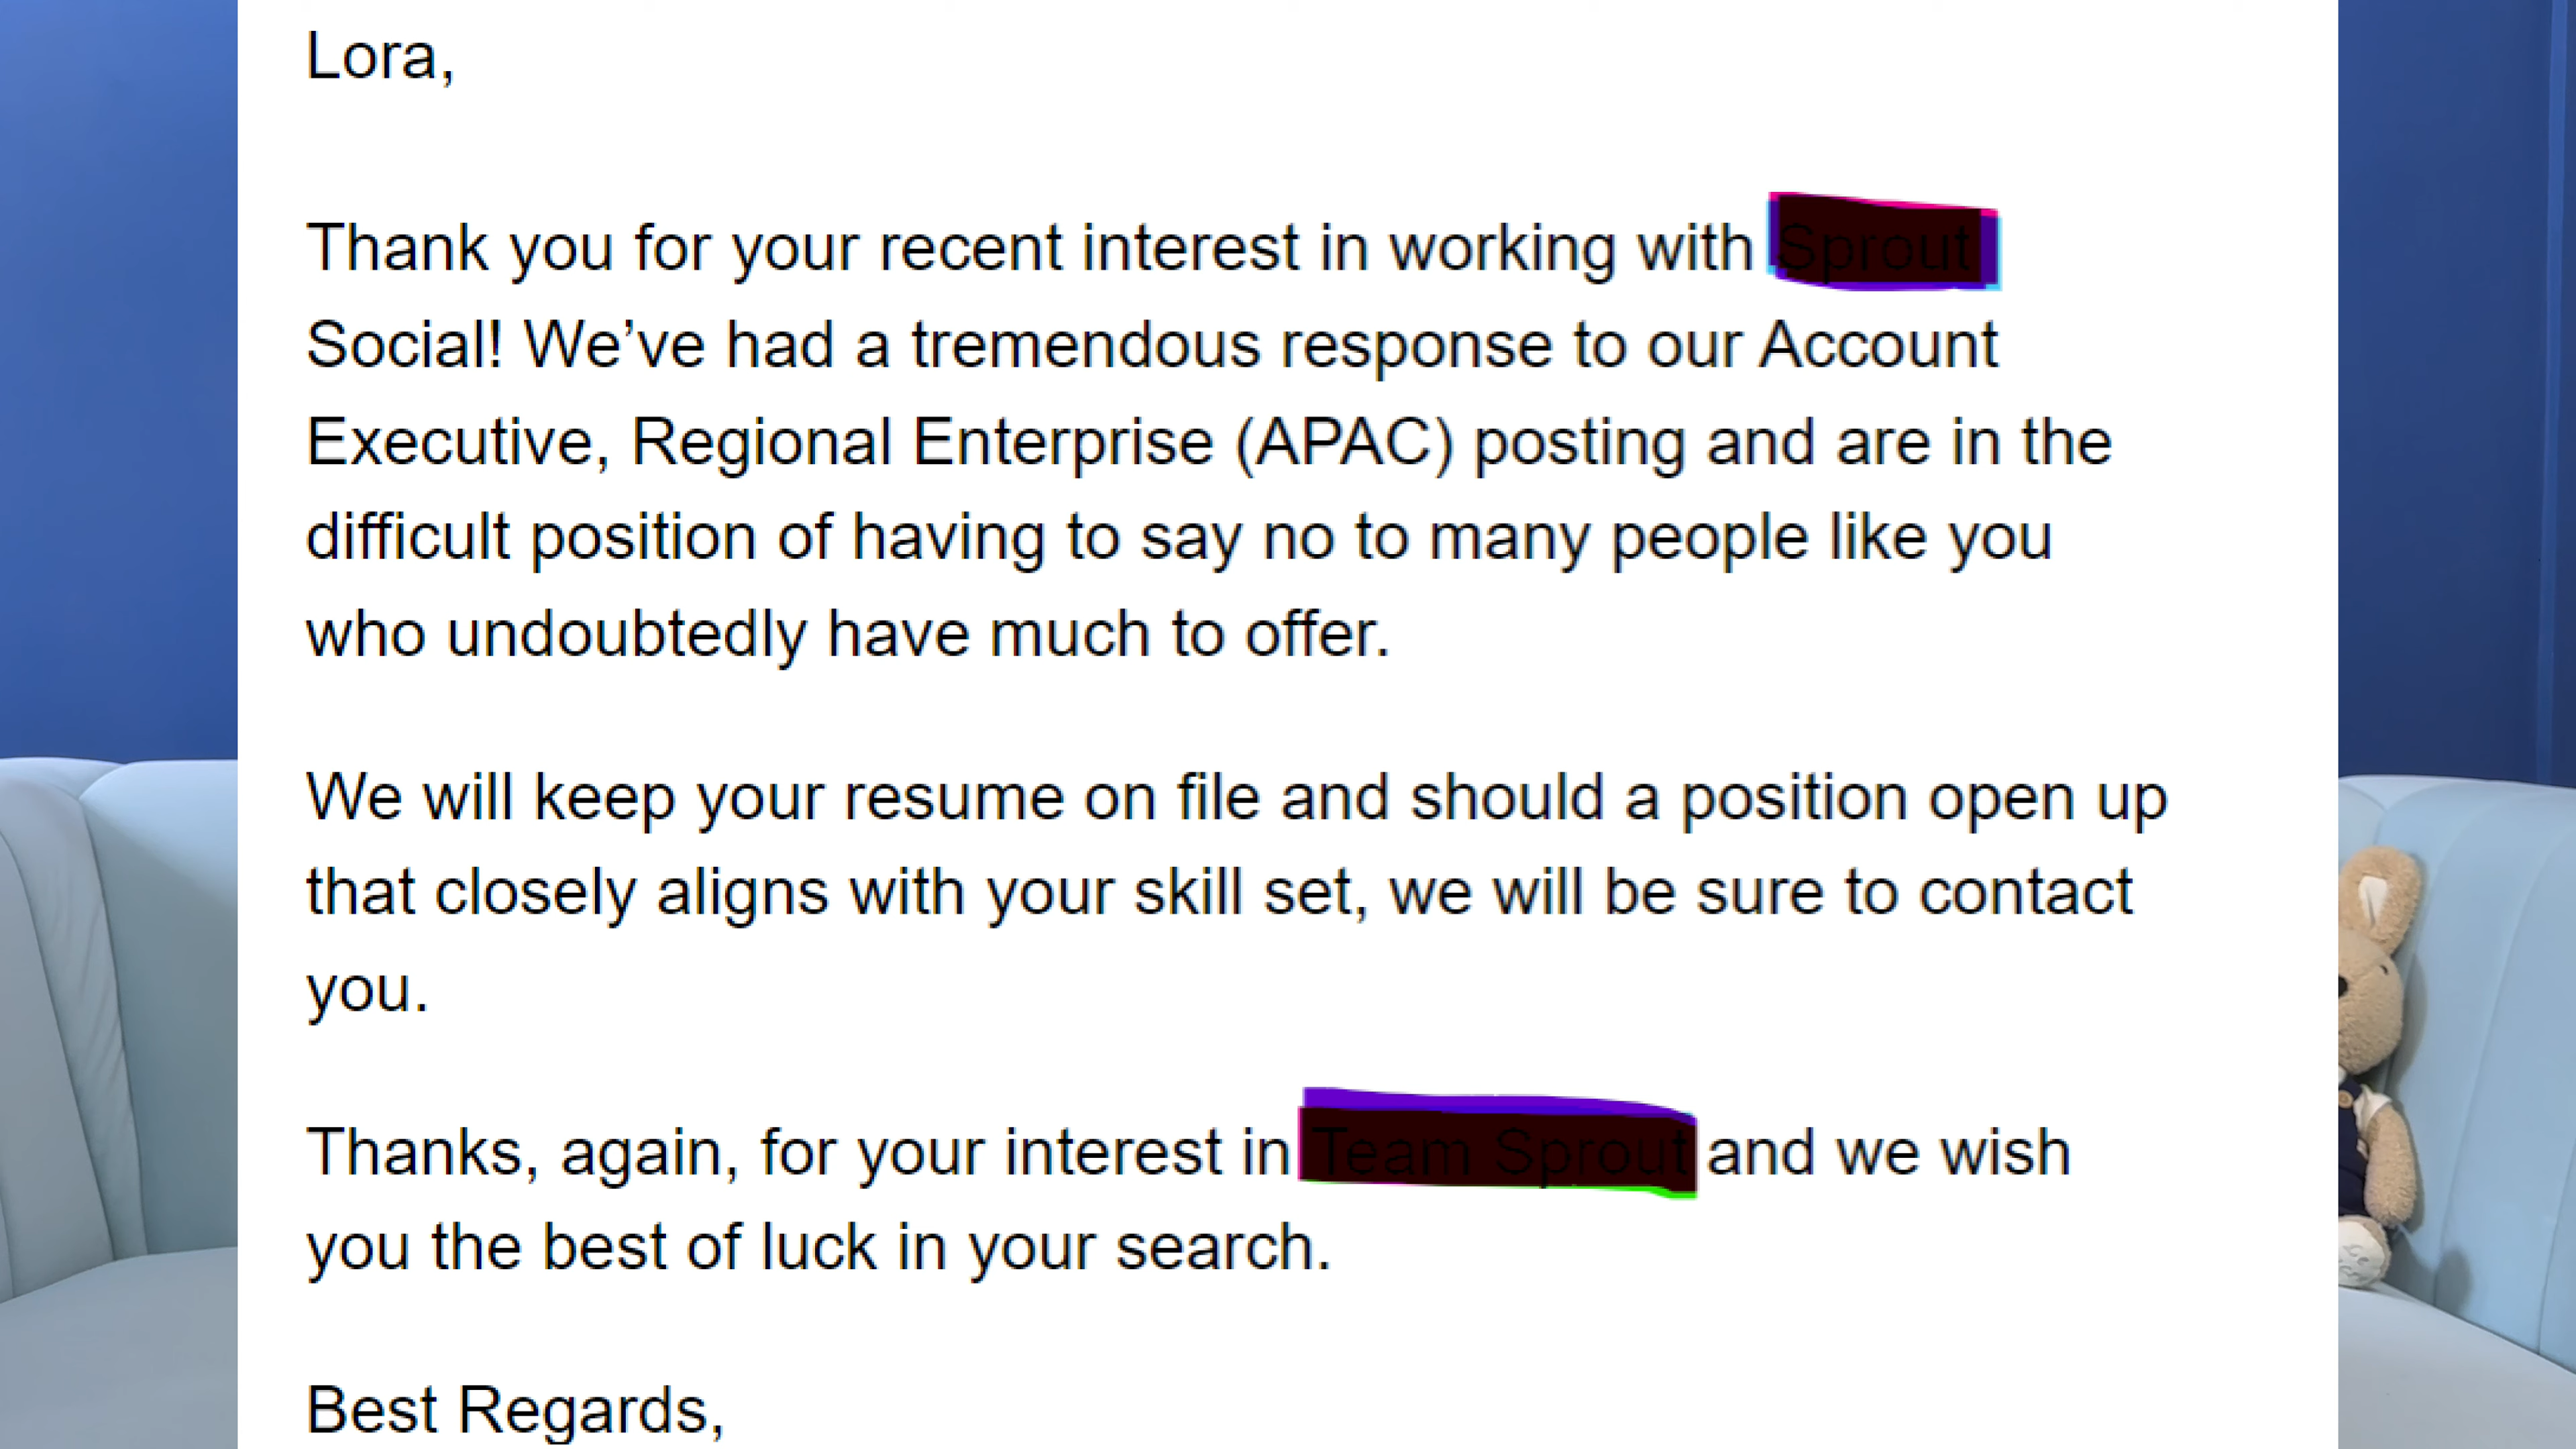 Lora,
Thank you for your recent interest in working with Sprout
Social! We’ve had a tremendous response to our Account
Executive, Regional Enterprise (APAC) posting and are in the
difficult position of having to say no to many people like you
who undoubtedly have much to offer.
We will keep your resume on file and should a position open up
that closely aligns with your skill set, we will be sure to contact
you.
Thanks, again, for your interest in Team Sprout and we wish
you the best of luck in your search.
Best Regards,